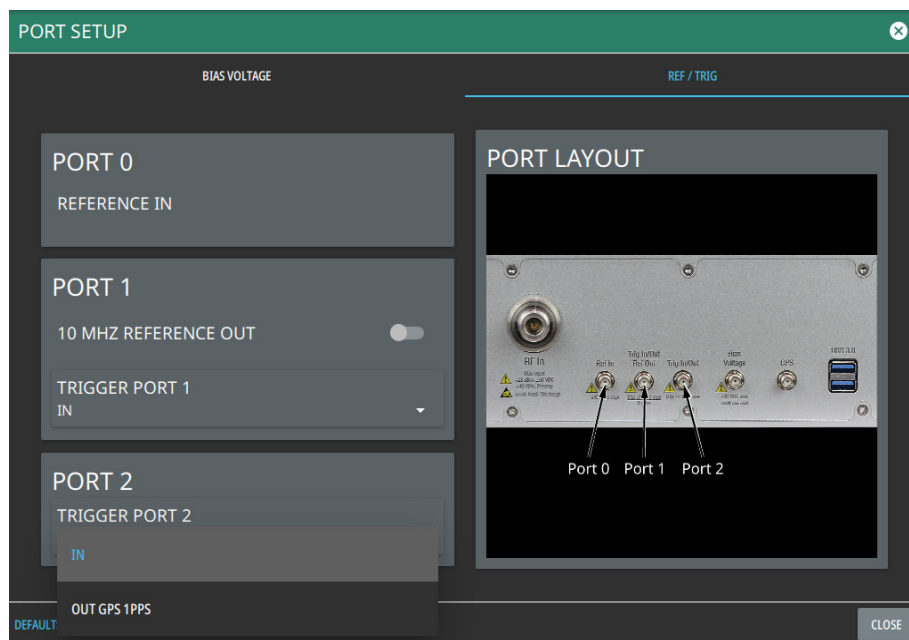 PORT SETUP
BIAS VOLTAGE
REF / TRIG
PORT 0
REFERENCE IN
PORT 1
10 MHZ REFERENCE OUT
TRIGGER PORT 1
IN
PORT 2
TRIGGER PORT 2
IN
OUT GPS 1PPS
DEFAULT
PORT LAYOUT
RF In
Ref In
Trig In/Out
Ref Out
Trig In/Out
Bias
Voltage
GPS
USB 3.0
Port 0
Port 1
Port 2
CLOSE